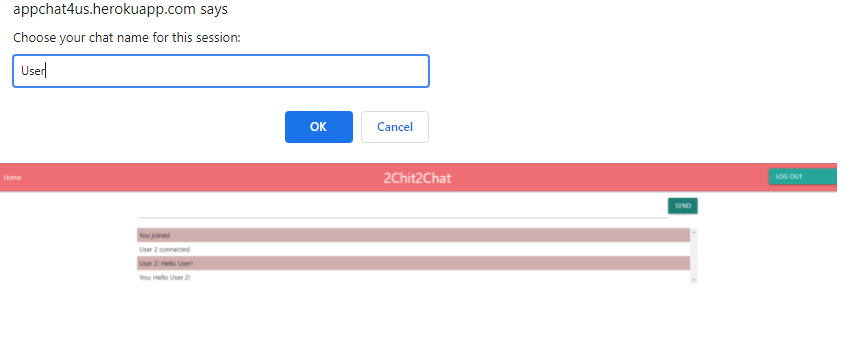 appchat4us.herokuapp.com says
Choose your chat name for this session:
User
OK Cancel
Home 2Chit2Chat LOG OUT
SEND
You joined
User 2 connected
User 2: Hello User!
You: Hello User 2!